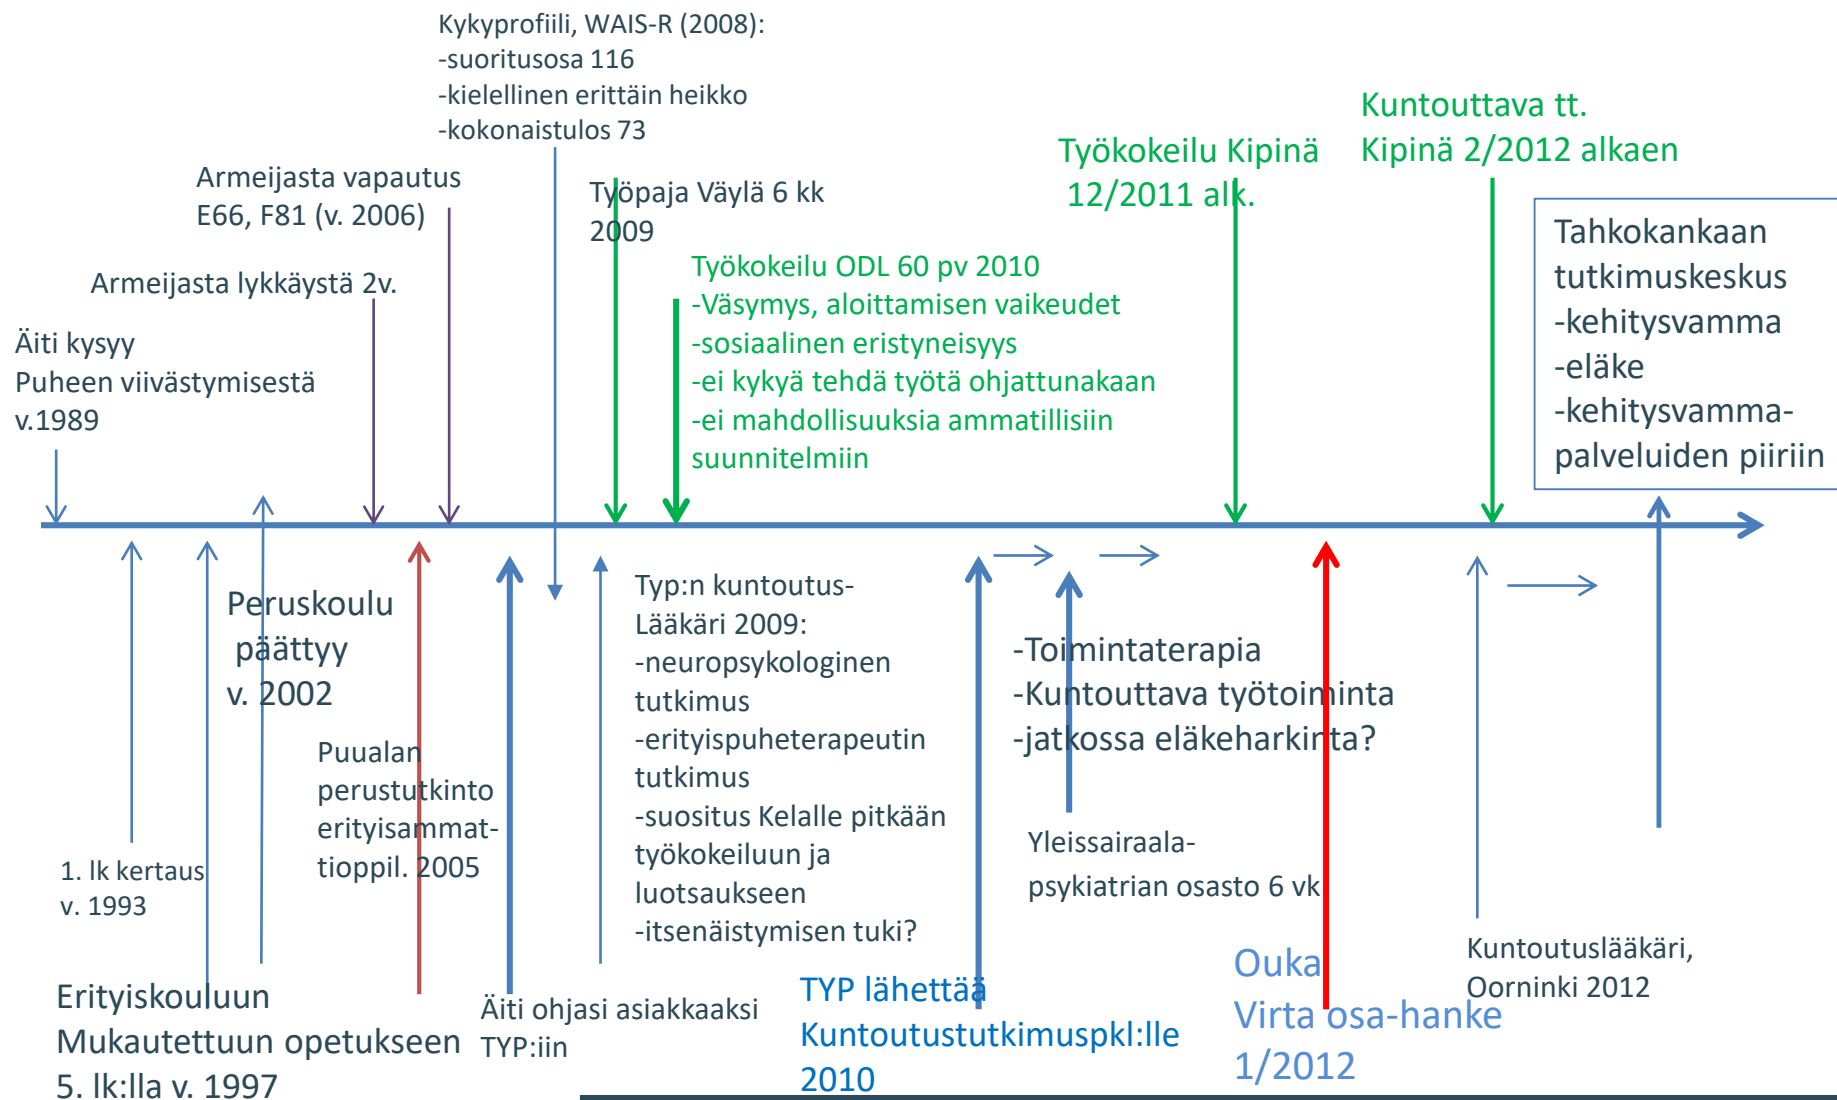 Kykyprofiili, WAIS-R (2008):
-suoritusosa 116
-kielellinen erittäin heikko
-kokonaistulos 73
Kuntouttava tt.
Kipinä 2/2012 alkaen
Työkokeilu Kipinä
12/2011 alk.
Armeijasta vapautus
E66, F81 (v. 2006)
Työpaja Väylä 6 kk
2009
Tahkokankaan
tutkimuskeskus
-kehitysvamma
-eläke
-kehitysvamma-
palveluiden piiriin
Armeijasta lykkäystä 2v.
Työkokeilu ODL 60 pv 2010
-Väsymys, aloittamisen vaikeudet
-sosiaalinen eristyneisyys
-ei kykyä tehdä työtä ohjattunakaan
-ei mahdollisuuksia ammatillisiin
suunnitelmiin
Äiti kysyy
Puheen viivästymisestä
v.1989
Peruskoulu
päättyy
v. 2002
Typ:n kuntoutus-
Lääkäri 2009:
-neuropsykologinen
tutkimus
-erityispuheterapeutin
tutkimus
-suositus Kelalle pitkään
työkokeiluun ja
luotsaukseen
-itsenäistymisen tuki?
-Toimintaterapia
-Kuntouttava työtoiminta
-jatkossa eläkeharkinta?
Puualan
perustutkinto
erityisammat-
tioppil. 2005
Yleissairaala-
psykiatrian osasto 6 vk
1. lk kertaus
v. 1993
Erityiskouluun
Mukautettuun opetukseen
5. lk:lla v. 1997
Äiti ohjasi asiakkaaksi
TYP:iin
TYP lähettää
Kuntoutustutkimuspkl:lle
2010
Ouka
Virta osa-hanke
1/2012
Kuntoutuslääkäri,
Oorninki 2012